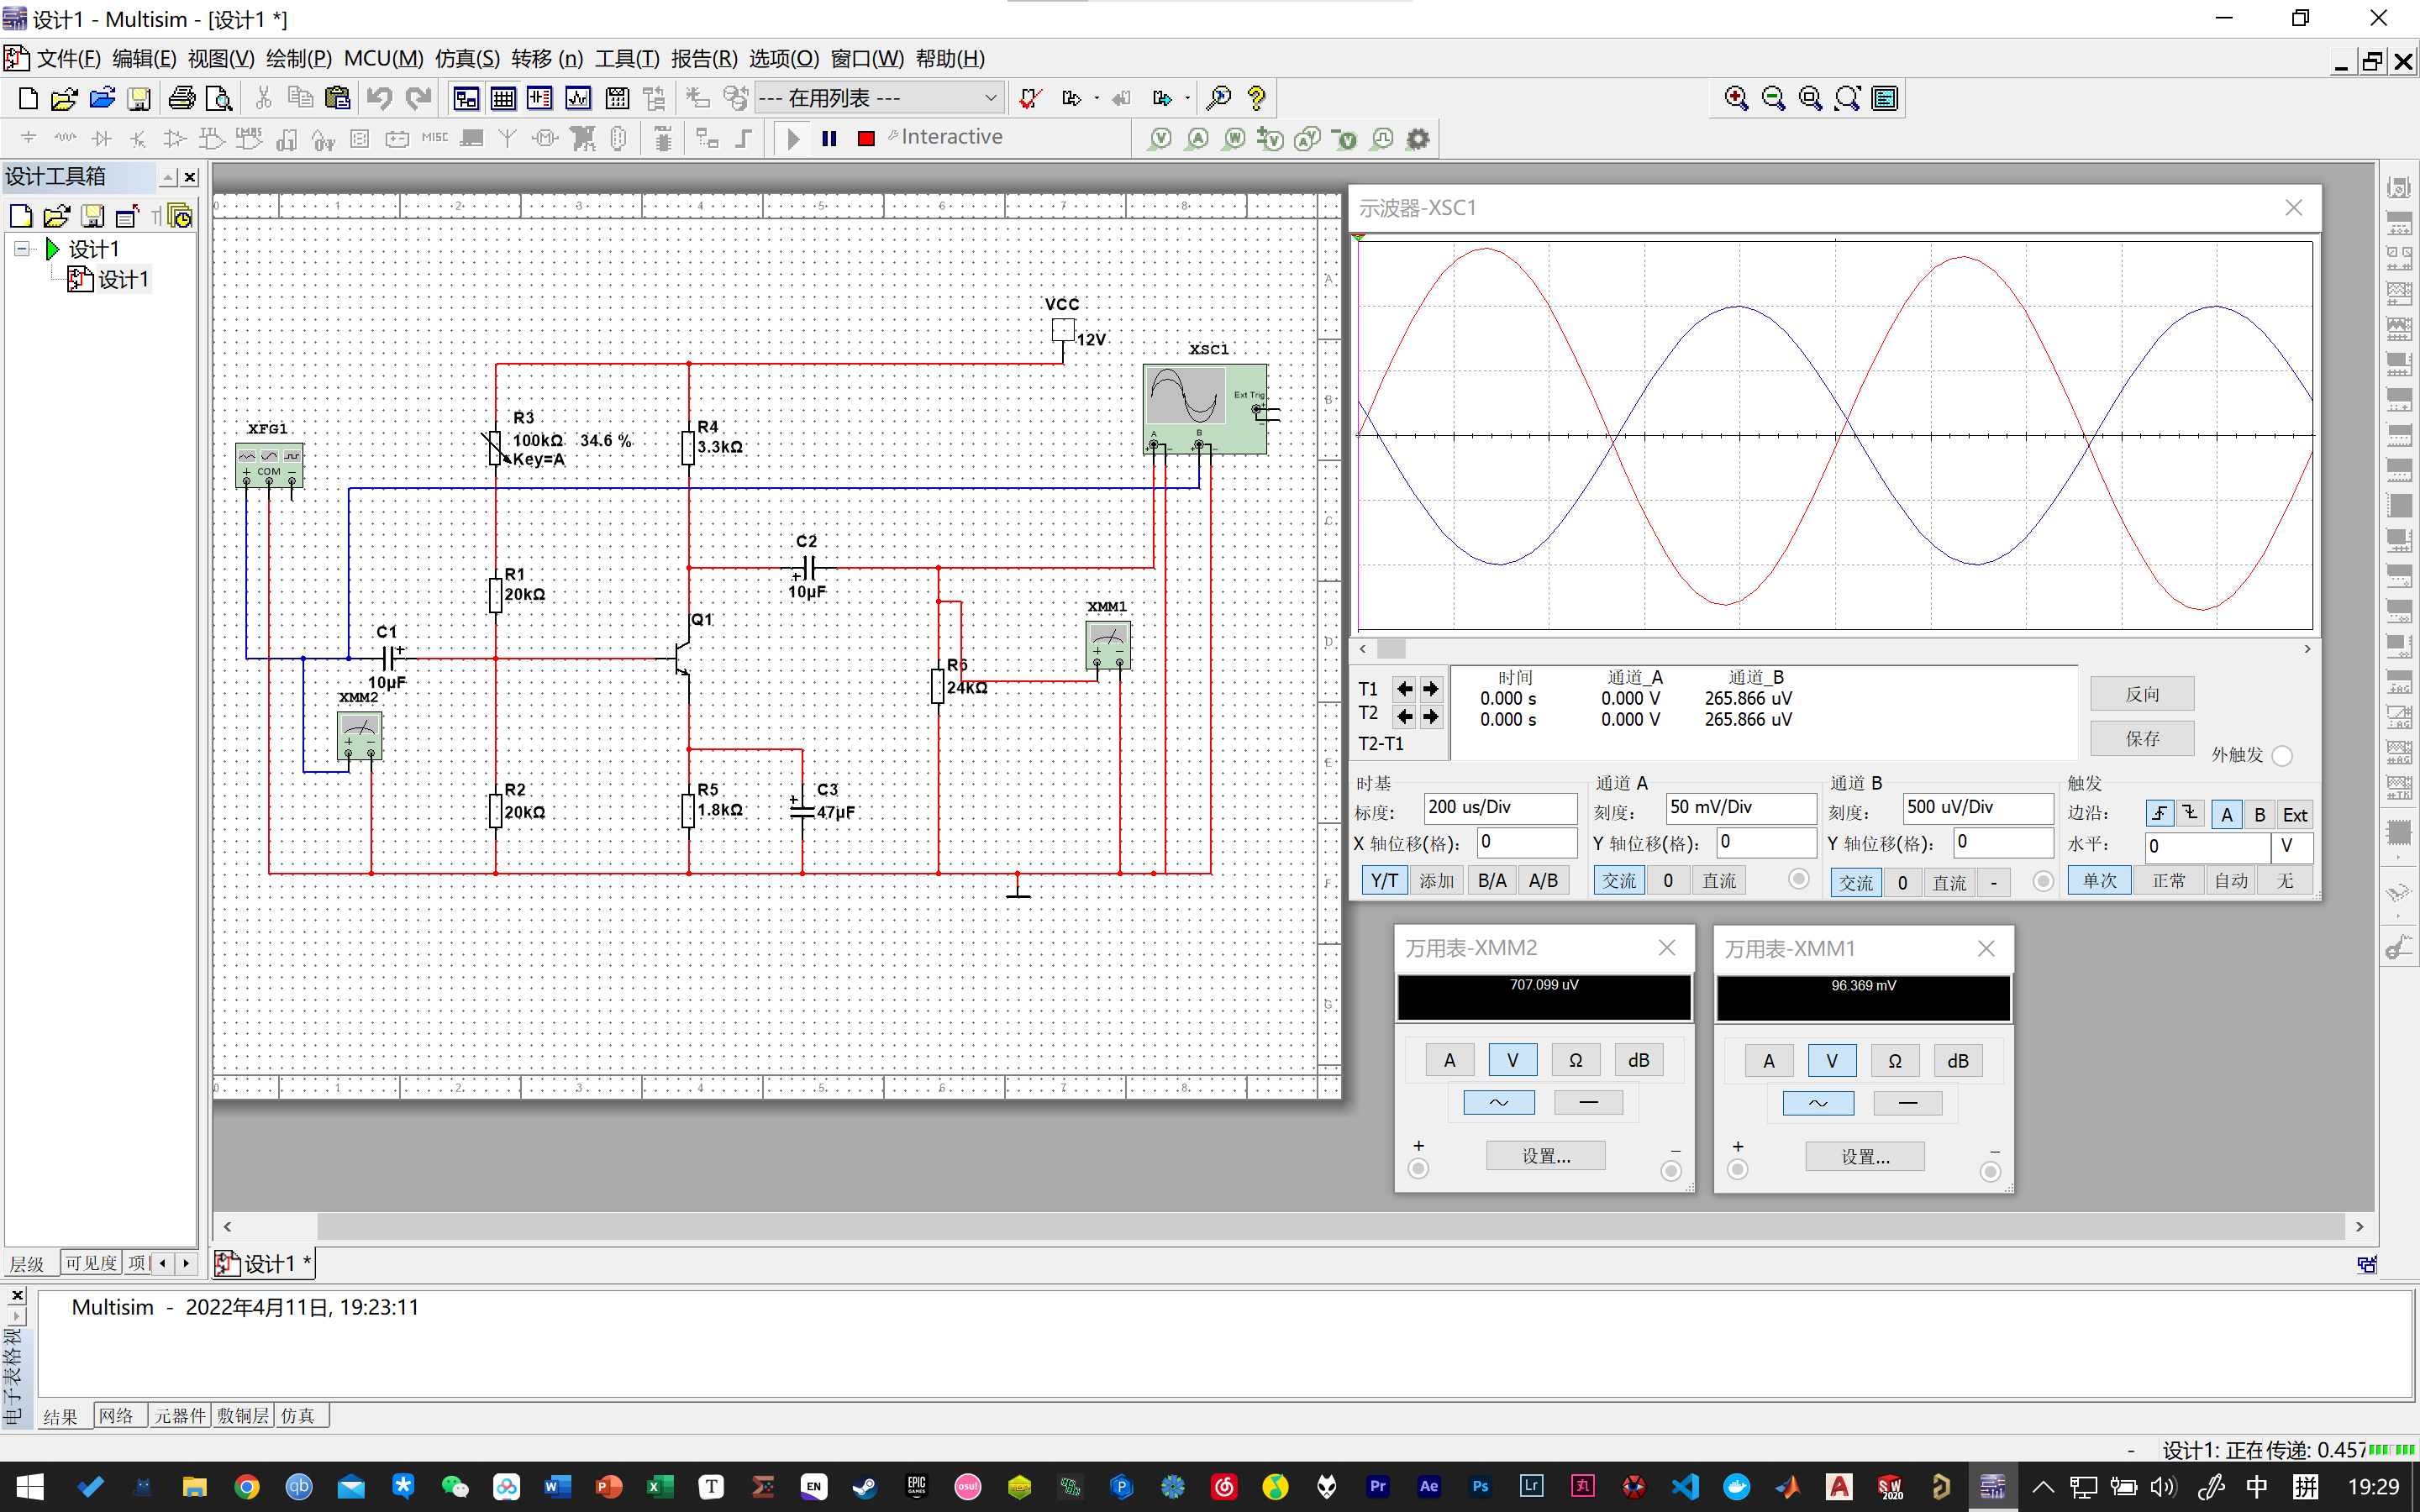 设计1 - Multisim - [设计1 *]
文件(F) 编辑(E) 视图(V) 绘制(P) MCU(M) 仿真(S) 转移 (n) 工具(T) 报告(R) 选项(O) 窗口(W) 帮助(H)
--- 在用列表 ---
MISC
Interactive
设计工具箱
设计1
设计1
VCC
12V
XSC1
Ext Trig
A
B
XFG1
COM
R3
100kΩ 34.6 %
Key=A
R4
3.3kΩ
C2
10µF
R1
20kΩ
Q1
C1
10µF
XMM2
XMM1
R6
24kΩ
R2
20kΩ
R5
1.8kΩ
C3
47µF
示波器-XSC1
时间 通道_A 通道_B
T1 0.000 s 0.000 V 265.866 uV
T2 0.000 s 0.000 V 265.866 uV
T2-T1
反向
保存
外触发
时基
标度: 200 us/Div
X 轴位移(格): 0
Y/T 添加 B/A A/B
通道 A
刻度: 50 mV/Div
Y 轴位移(格): 0
交流 0 直流
通道 B
刻度: 500 uV/Div
Y 轴位移(格): 0
交流 0 直流 -
触发
边沿: A B Ext
水平: 0 V
单次 正常 自动 无
万用表-XMM2
707.099 uV
A V Ω dB
+ −
设置...
万用表-XMM1
96.369 mV
A V Ω dB
+ −
设置...
层级 可见度
设计1 *
Multisim - 2022年4月11日, 19:23:11
结果 网络 元器件 敷铜层 仿真
- 设计1: 正在 传递: 0.457
中 拼 19:29